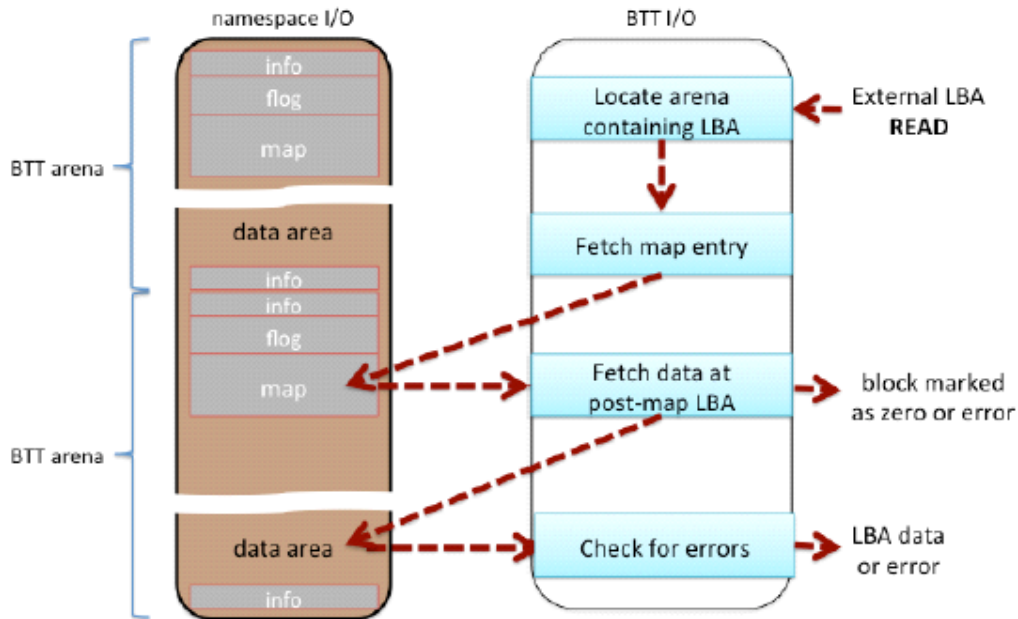 namespace I/O
BTT I/O
info
flog
map
BTT arena
data area
info
info
flog
map
BTT arena
data area
info
Locate arena
containing LBA
External LBA
READ
Fetch map entry
Fetch data at
post-map LBA
block marked
as zero or error
Check for errors
LBA data
or error